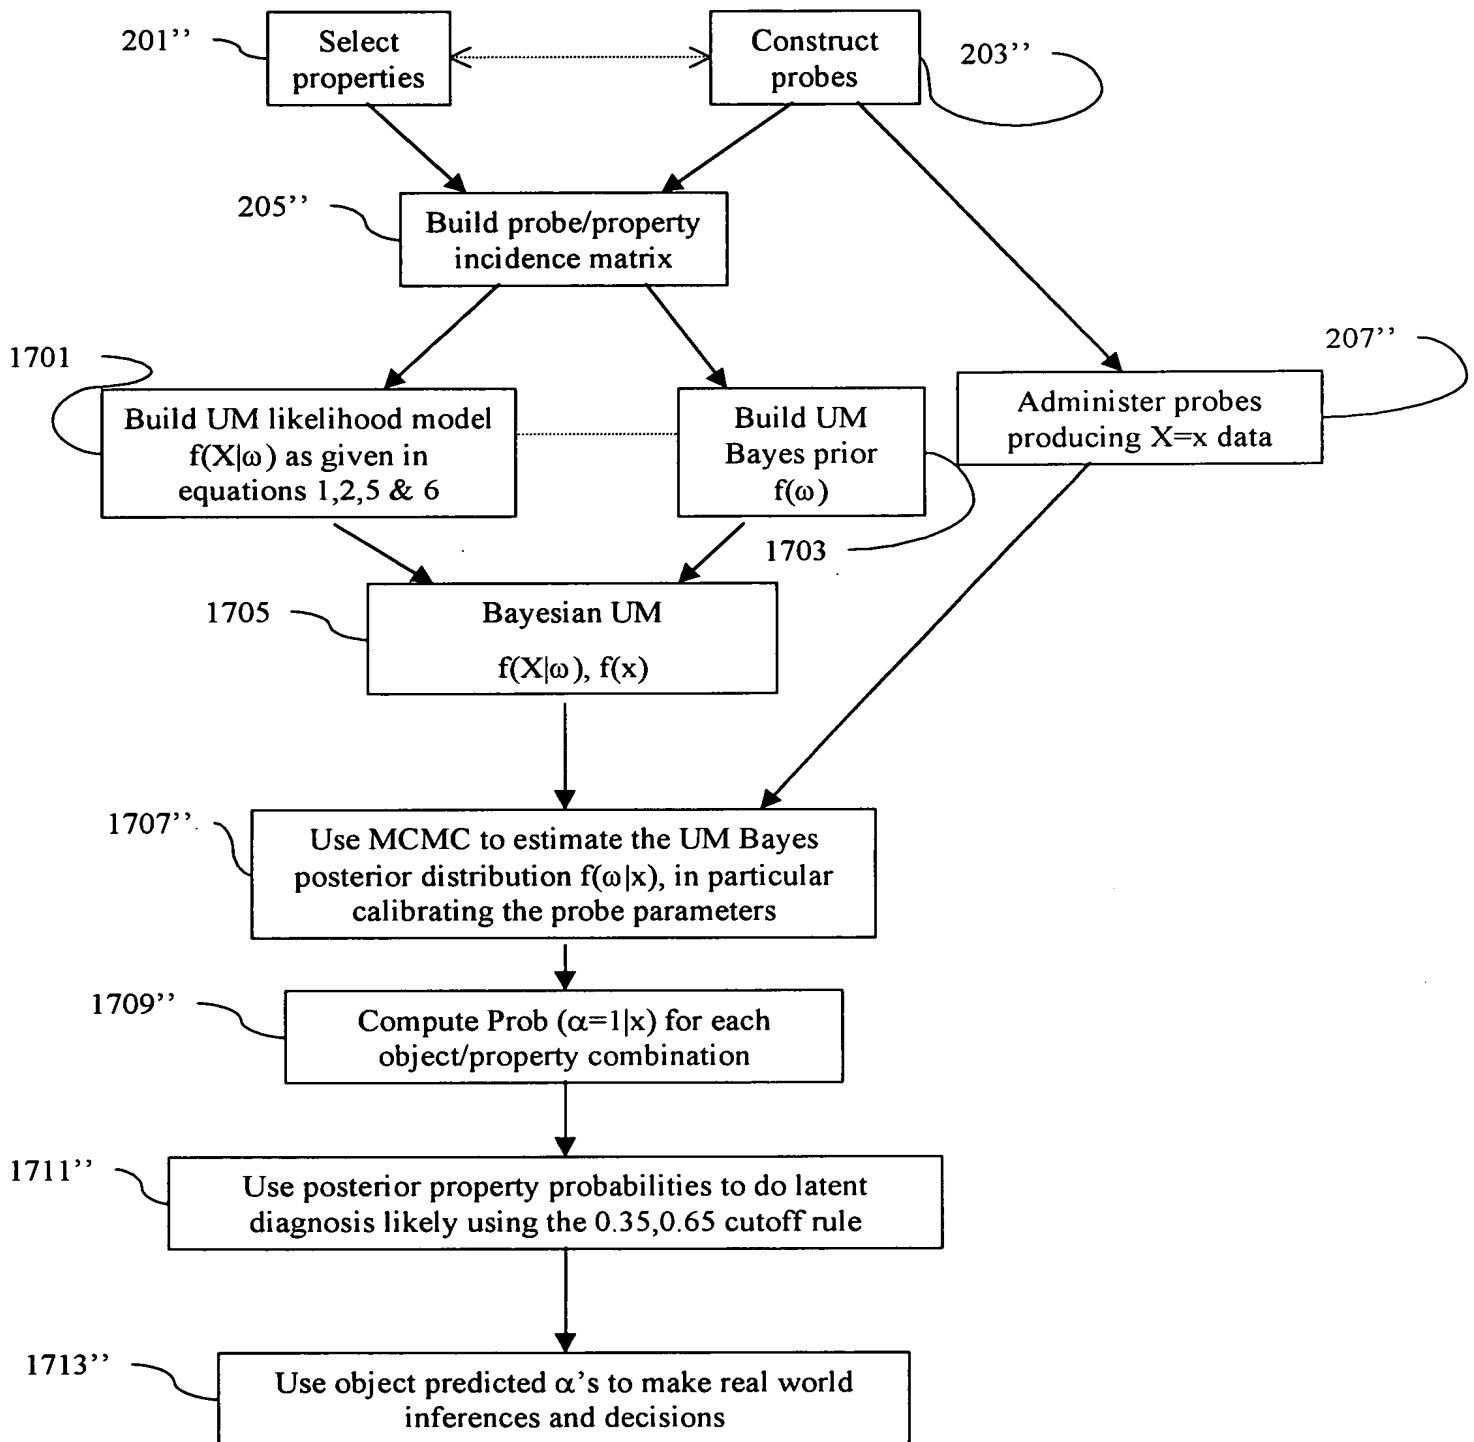 201’’
Select
properties
Construct
probes
203’’
205’’
Build probe/property
incidence matrix
1701
Build UM likelihood model
f(X|ω) as given in
equations 1,2,5 & 6
Build UM
Bayes prior
f(ω)
1703
207’’
Administer probes
producing X=x data
1705
Bayesian UM
f(X|ω), f(x)
1707’’
Use MCMC to estimate the UM Bayes
posterior distribution f(ω|x), in particular
calibrating the probe parameters
1709’’
Compute Prob (α=1|x) for each
object/property combination
1711’’
Use posterior property probabilities to do latent
diagnosis likely using the 0.35,0.65 cutoff rule
1713’’
Use object predicted α’s to make real world
inferences and decisions